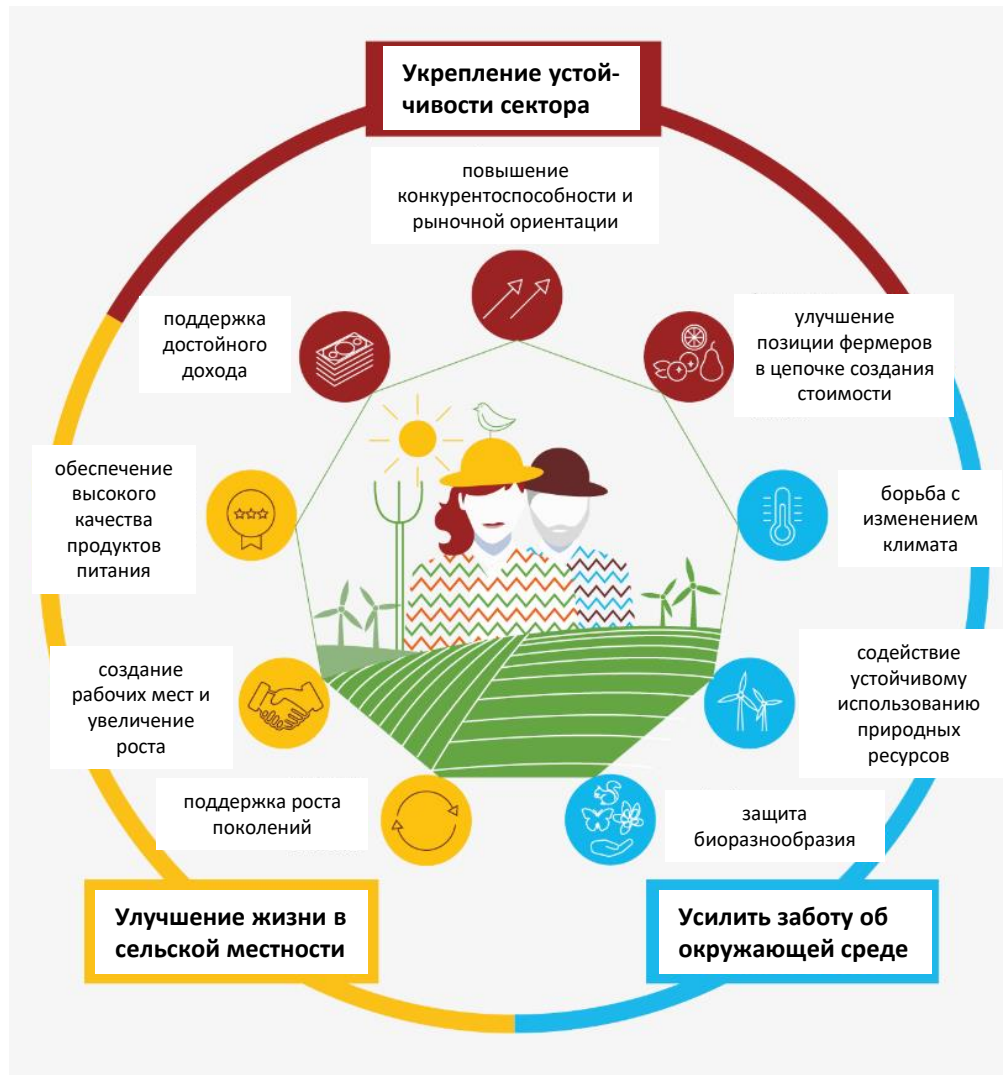 Укрепление устой-
чивости сектора
повышение
конкурентоспособности и
рыночной ориентации
поддержка
достойного
дохода
улучшение
позиции фермеров
в цепочке создания
стоимости
обеспечение
высокого
качества
продуктов
питания
борьба с
изменением
климата
создание
рабочих мест и
увеличение
роста
содействие
устойчивому
использованию
природных
ресурсов
поддержка роста
поколений
защита
биоразнообразия
Улучшение жизни в
сельской местности
Усилить заботу об
окружающей среде